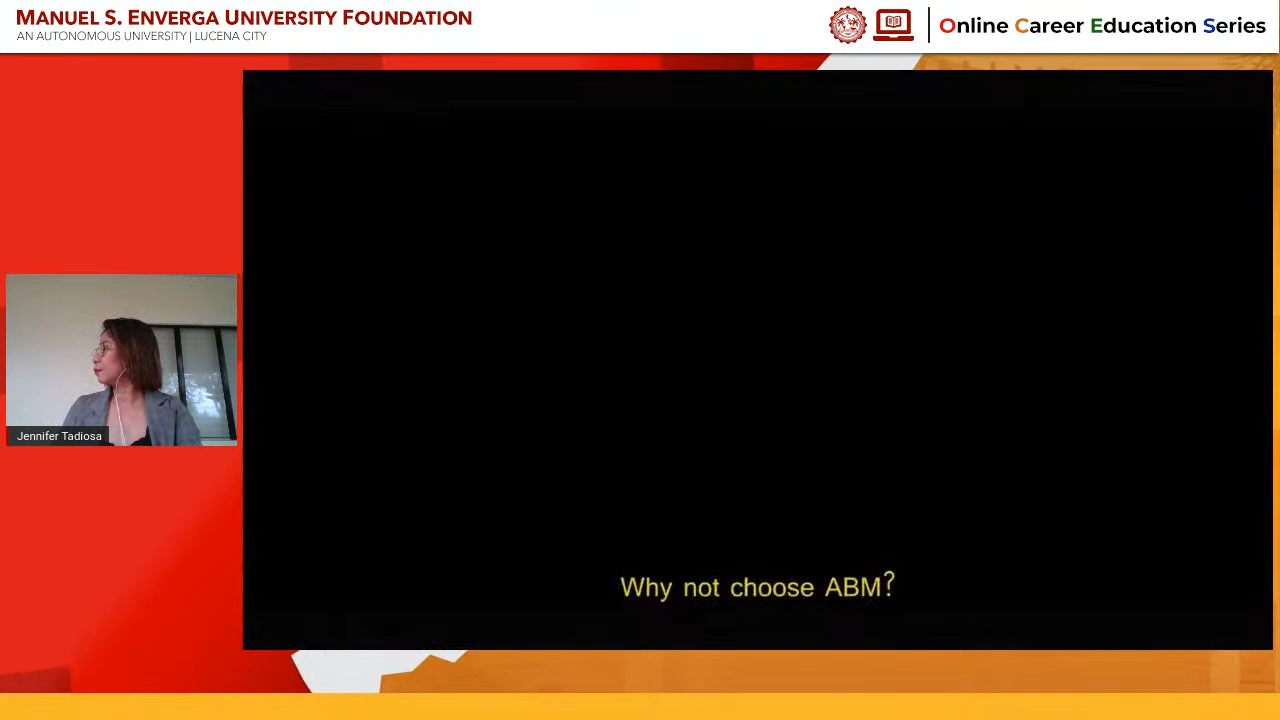 MANUEL S. ENVERGA UNIVERSITY FOUNDATION
AN AUTONOMOUS UNIVERSITY | LUCENA CITY
Online Career Education Series
Jennifer Tadiosa
Why not choose ABM?